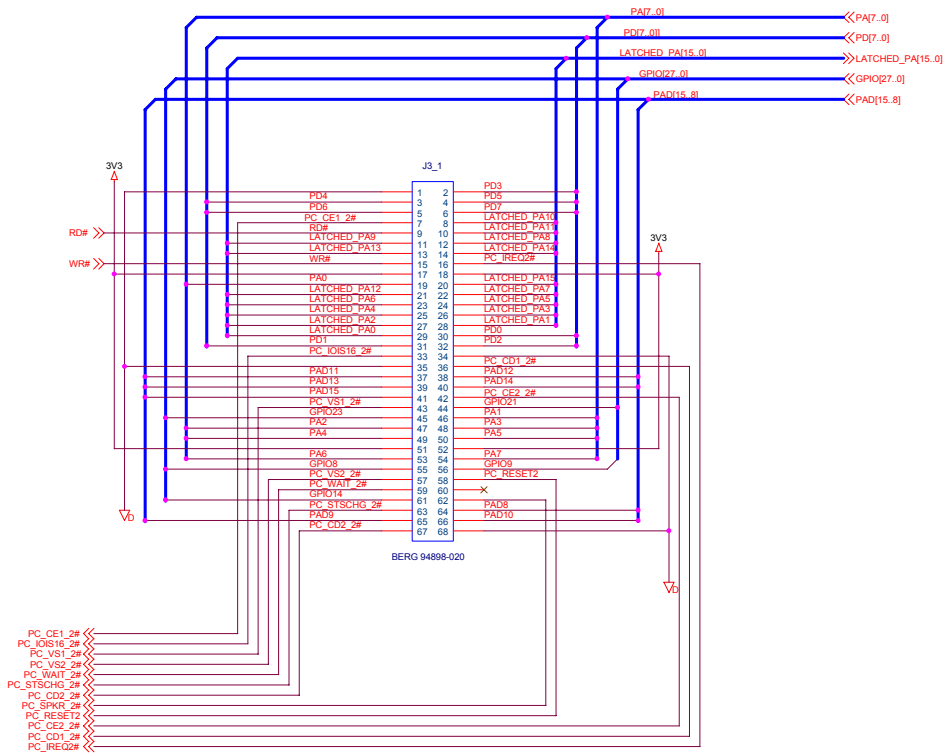 PA[7..0]
PA[7..0]
PD[7..0]]
PD[7..0]
LATCHED_PA[15..0]
LATCHED_PA[15..0]
GPIO[27..0]
GPIO[27..0]
PAD[15..8]
PAD[15..8]
3V3
J3_1
1 2 PD3
PD4 3 4 PD5
PD6 5 6 PD7
PC_CE1_2# 7 8 LATCHED_PA10
RD# RD# 9 10 LATCHED_PA11
LATCHED_PA9 11 12 LATCHED_PA8
3V3
LATCHED_PA13 13 14 LATCHED_PA14
WR# WR# 15 16 PC_IREQ2#
17 18
PA0 19 20 LATCHED_PA15
LATCHED_PA12 21 22 LATCHED_PA7
LATCHED_PA6 23 24 LATCHED_PA5
LATCHED_PA4 25 26 LATCHED_PA3
LATCHED_PA2 27 28 LATCHED_PA1
LATCHED_PA0 29 30 PD0
PD1 31 32 PD2
PC_IOIS16_2# 33 34
35 36 PC_CD1_2#
PAD11 37 38 PAD12
PAD13 39 40 PAD14
PAD15 41 42 PC_CE2_2#
PC_VS1_2# 43 44 GPIO21
GPIO23 45 46 PA1
PA2 47 48 PA3
PA4 49 50 PA5
51 52
PA6 53 54 PA7
GPIO8 55 56 GPIO9
PC_VS2_2# 57 58 PC_RESET2
PC_WAIT_2# 59 60
GPIO14 61 62
PC_STSCHG_2# 63 64 PAD8
PAD9 65 66 PAD10
PC_CD2_2# 67 68
D
BERG 94898-020
D
PC_CE1_2#
PC_IOIS16_2#
PC_VS1_2#
PC_VS2_2#
PC_WAIT_2#
PC_STSCHG_2#
PC_CD2_2#
PC_SPKR_2#
PC_RESET2
PC_CE2_2#
PC_CD1_2#
PC_IREQ2#